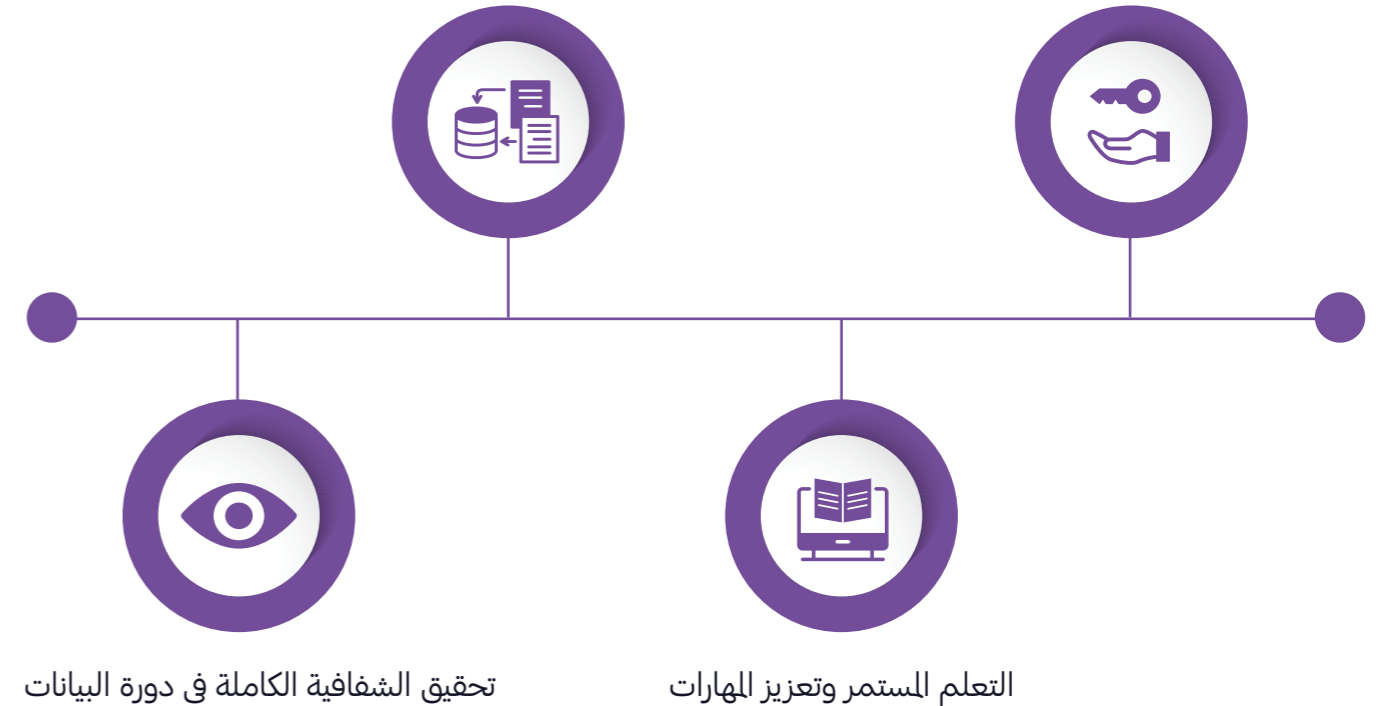 التعلم المستمر وتعزيز المهارات
تحقيق الشفافية الكاملة في دورة البيانات